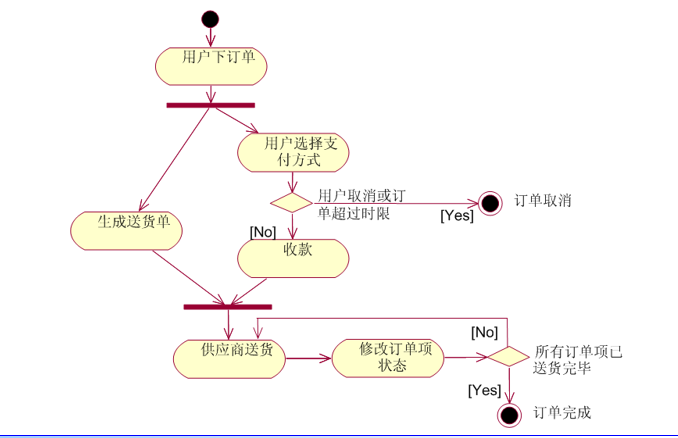 用户下订单
用户选择支
付方式
用户取消或订
单超过时限
[Yes]
订单取消
生成送货单
[No]
收款
[No]
供应商送货
修改订单项
状态
所有订单项已
送货完毕
[Yes]
订单完成